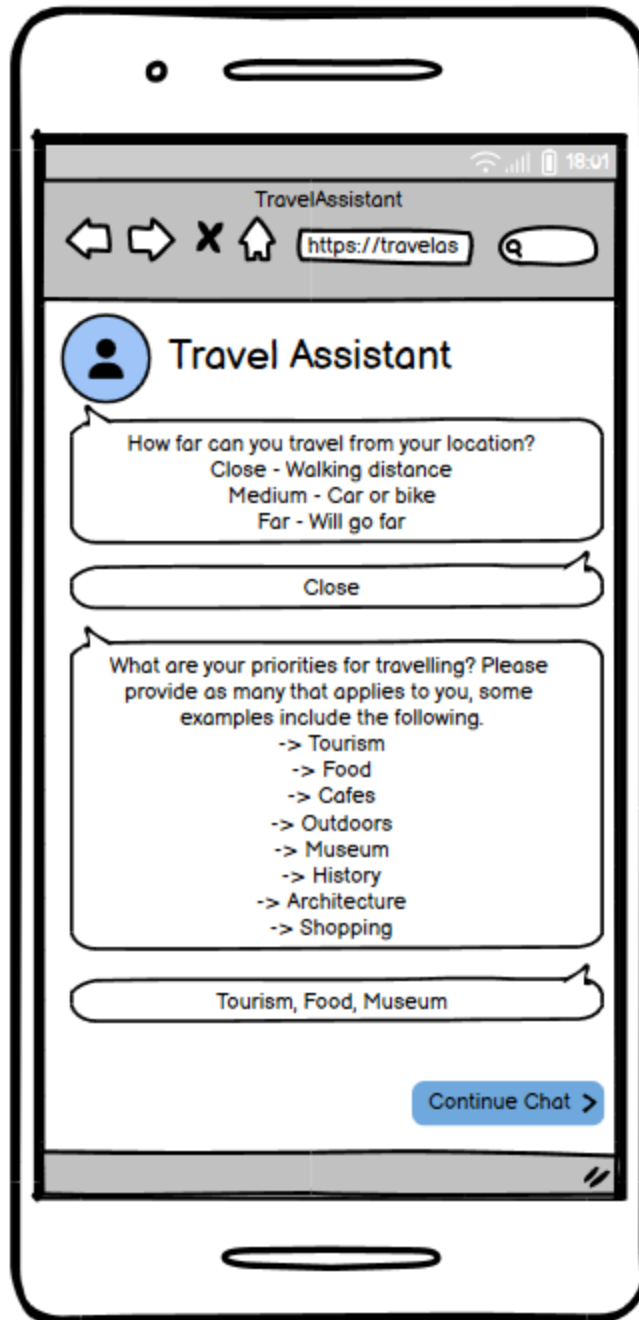 18:01
TravelAssistant
https://travelas
Travel Assistant
How far can you travel from your location?
Close - Walking distance
Medium - Car or bike
Far - Will go far
Close
What are your priorities for travelling? Please
provide as many that applies to you, some
examples include the following.
-> Tourism
-> Food
-> Cafes
-> Outdoors
-> Museum
-> History
-> Architecture
-> Shopping
Tourism, Food, Museum
Continue Chat >